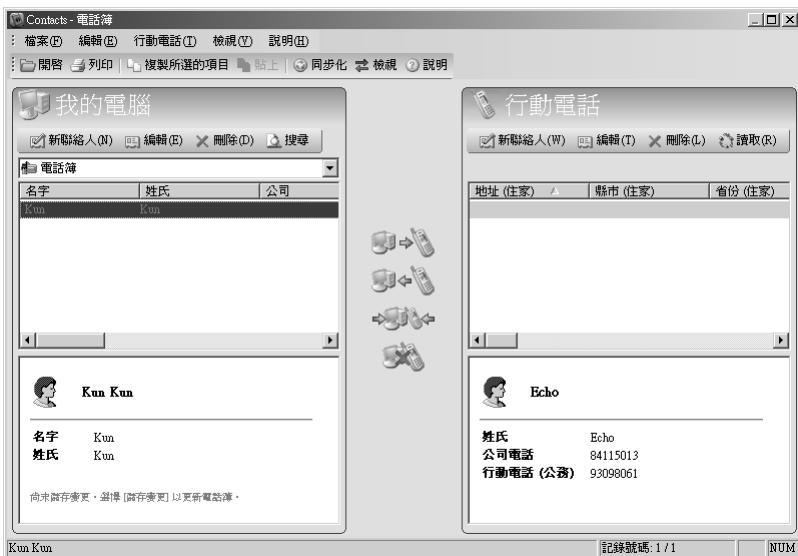 Contacts - 電話簿
檔案(F) 編輯(E) 行動電話(I) 檢視(V) 說明(H)
開啓 列印 複製所選的項目 貼上 同步化 檢視 說明
我的電腦
新聯絡人(N) 編輯(E) 刪除(D) 搜尋
電話簿
名字 姓氏 公司
Kun Kun
Kun Kun
名字 Kun
姓氏 Kun
尚未儲存變更。選擇 [儲存變更] 以更新電話簿。
行動電話
新聯絡人(W) 編輯(T) 刪除(L) 讀取(R)
地址 (住家) 縣市 (住家) 省份 (住家)
Echo
姓氏 Echo
公司電話 84115013
行動電話 (公務) 93098061
Kun Kun 記錄號碼: 1 / 1 NUM